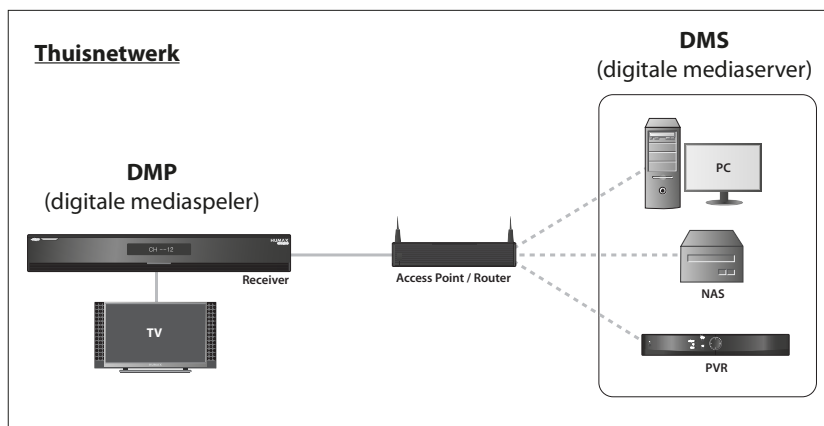 Thuisnetwerk
DMS
(digitale mediaserver)
PC
DMP
(digitale mediaspeler)
CH --12
HUMAX
Receiver
Access Point / Router
NAS
TV
PVR